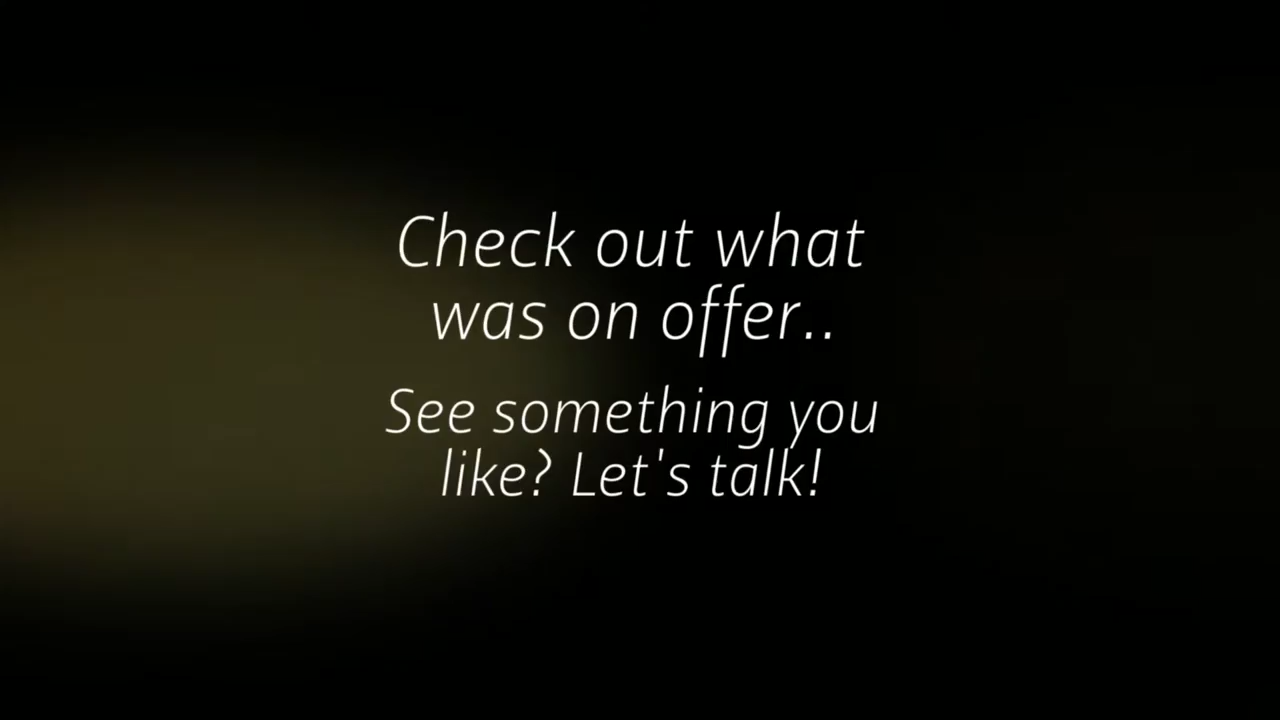 Check out what
was on offer..
See something you
like? Let's talk!